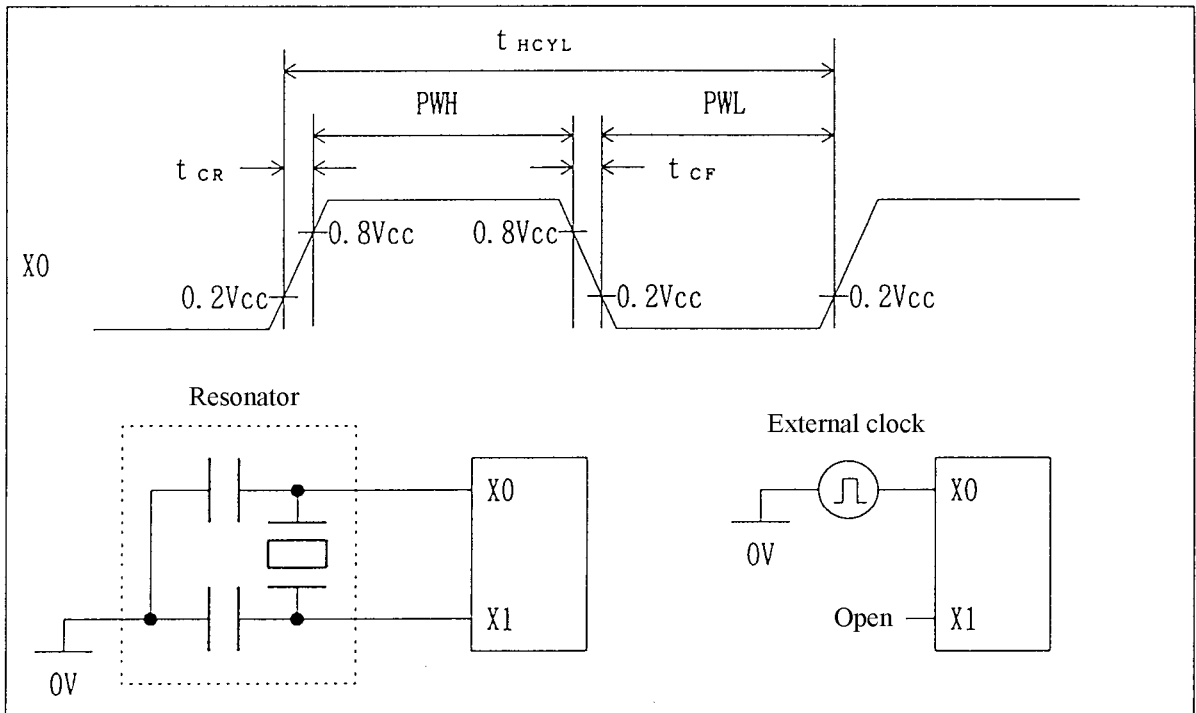 t HCYL
PWH
PWL
t CR
t CF
0.8Vcc
0.8Vcc
X0
0.2Vcc
0.2Vcc
0.2Vcc
Resonator
External clock
X0
X0
0V
X1
Open
X1
0V